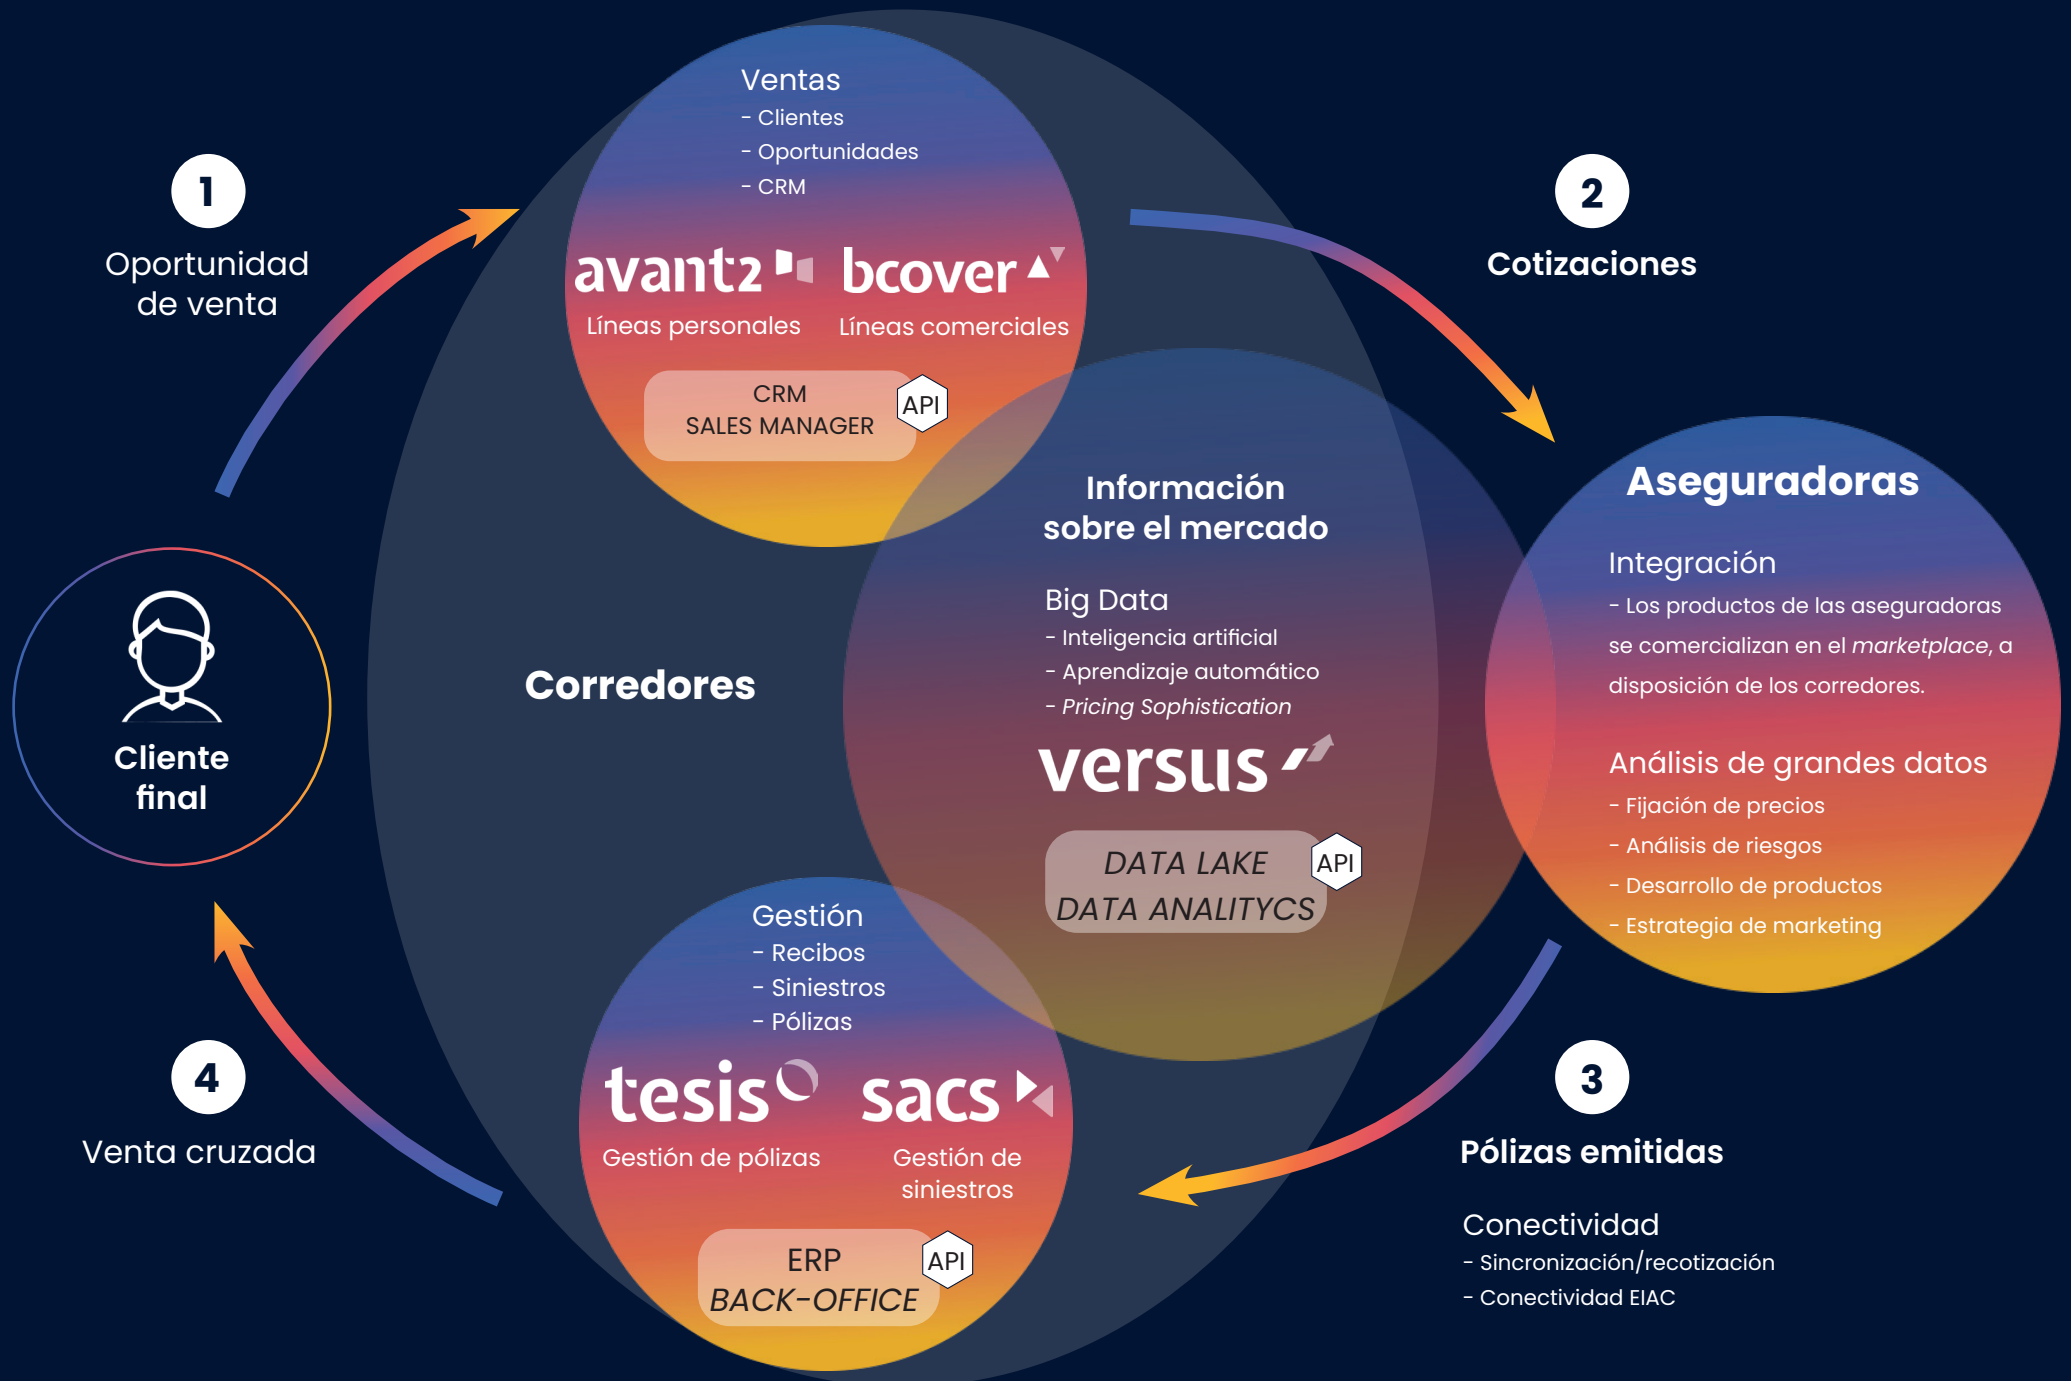 1
Oportunidad
de venta
Ventas
- Clientes
- Oportunidades
- CRM
avant2
Líneas personales
bcover
Líneas comerciales
CRM
SALES MANAGER
API
2
Cotizaciones
Cliente
final
Corredores
Información
sobre el mercado
Big Data
- Inteligencia artificial
- Aprendizaje automático
- Pricing Sophistication
versus
DATA LAKE
DATA ANALITYCS
API
Aseguradoras
Integración
- Los productos de las aseguradoras
se comercializan en el marketplace, a
disposición de los corredores.
Análisis de grandes datos
- Fijación de precios
- Análisis de riesgos
- Desarrollo de productos
- Estrategia de marketing
3
Pólizas emitidas
Conectividad
- Sincronización/recotización
- Conectividad EIAC
Gestión
- Recibos
- Siniestros
- Pólizas
tesis
Gestión de pólizas
sacs
Gestión de
siniestros
ERP
BACK-OFFICE
API
4
Venta cruzada